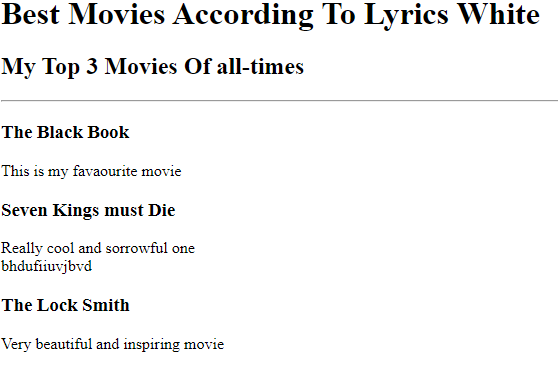 Best Movies According To Lyrics White
My Top 3 Movies Of all-times
The Black Book
This is my favaourite movie
Seven Kings must Die
Really cool and sorrowful one
bhdufiiuvjbvd
The Lock Smith
Very beautiful and inspiring movie